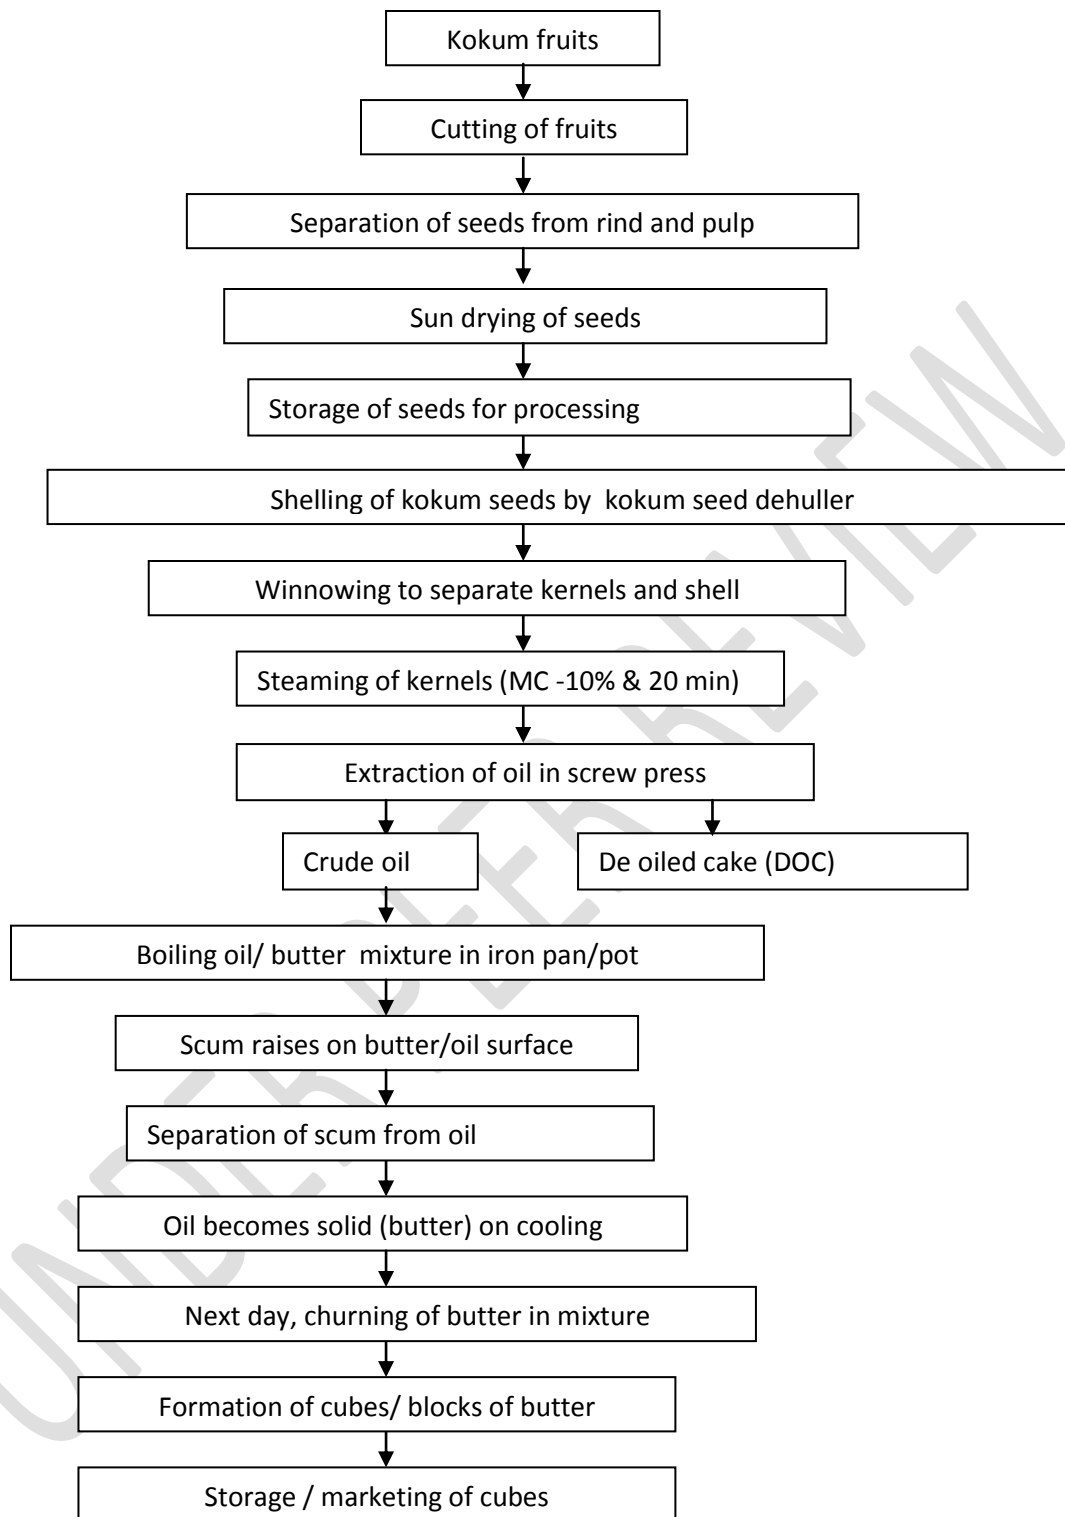 Kokum fruits
Cutting of fruits
Separation of seeds from rind and pulp
Sun drying of seeds
Storage of seeds for processing
Shelling of kokum seeds by  kokum seed dehuller
Winnowing to separate kernels and shell
Steaming of kernels (MC -10% & 20 min)
Extraction of oil in screw press
Crude oil
De oiled cake (DOC)
Boiling oil/ butter  mixture in iron pan/pot
Scum raises on butter/oil surface
Separation of scum from oil
Oil becomes solid (butter) on cooling
Next day, churning of butter in mixture
Formation of cubes/ blocks of butter
Storage / marketing of cubes
UNDER PEER REVIEW